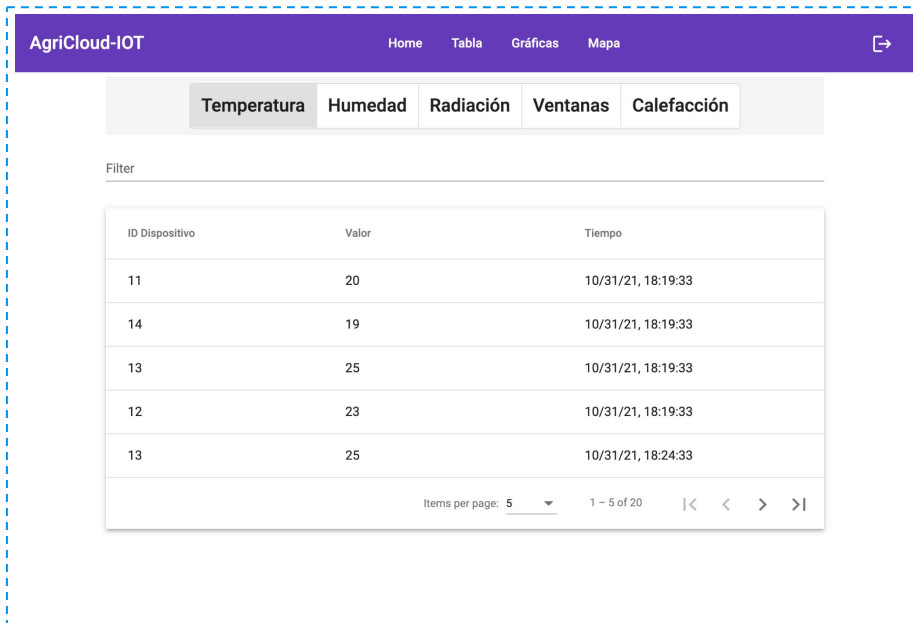 AgriCloud-IOT Home Tabla Gráficas Mapa
Temperatura Humedad Radiación Ventanas Calefacción
Filter
ID Dispositivo Valor Tiempo
11 20 10/31/21, 18:19:33
14 19 10/31/21, 18:19:33
13 25 10/31/21, 18:19:33
12 23 10/31/21, 18:19:33
13 25 10/31/21, 18:24:33
Items per page: 5 1 – 5 of 20